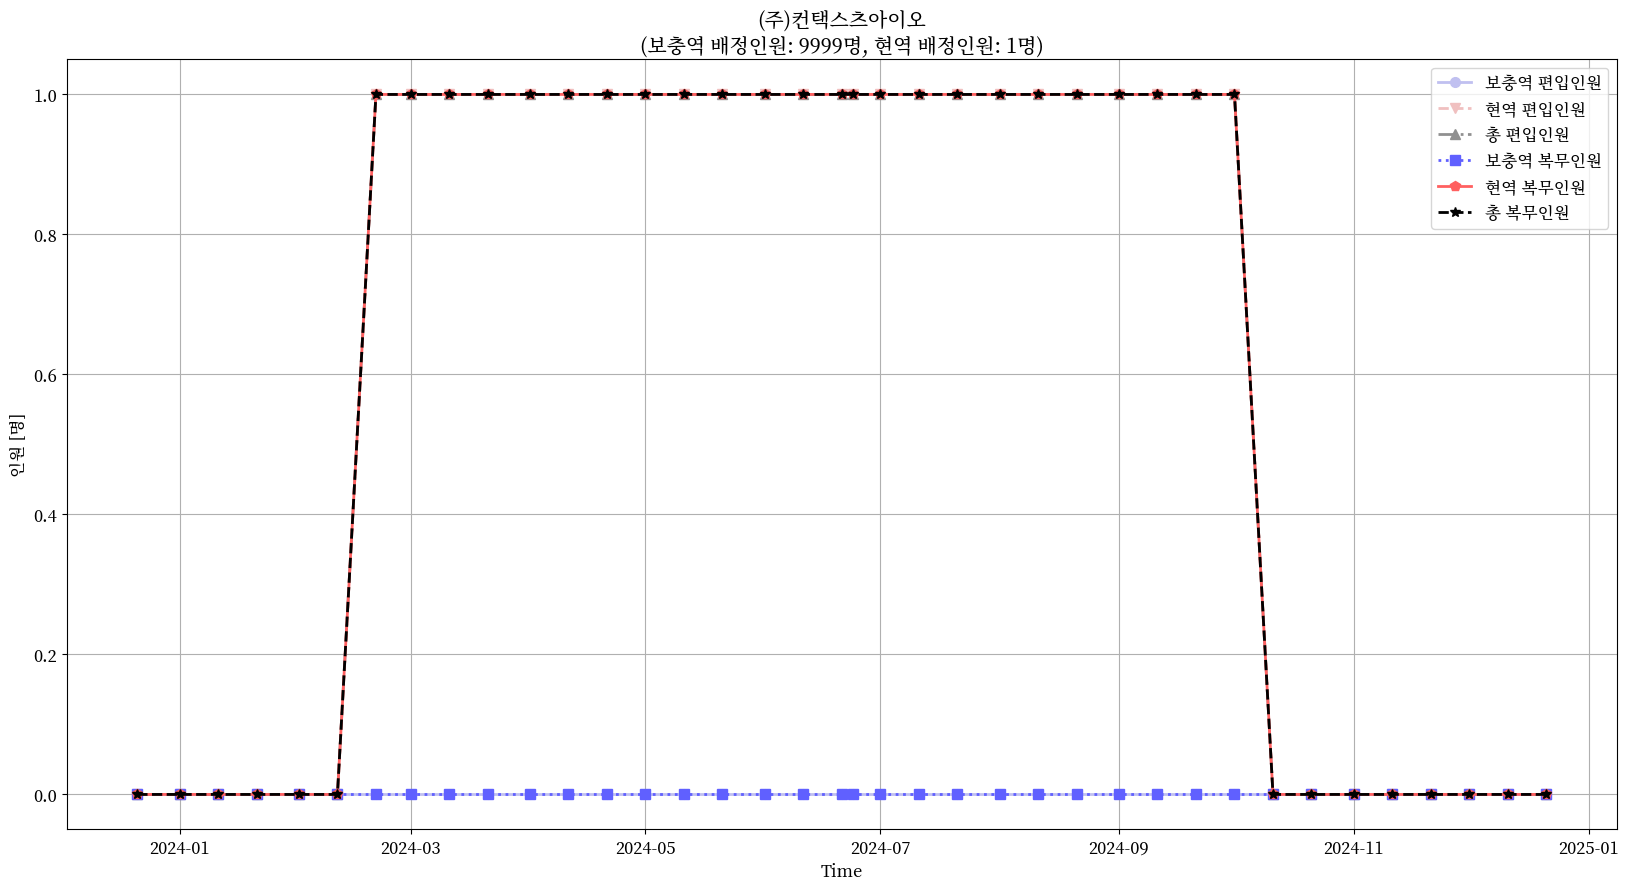 (주)컨택스츠아이오
(보충역 배정인원: 9999명, 현역 배정인원: 1명)
보충역 편입인원
현역 편입인원
총 편입인원
보충역 복무인원
현역 복무인원
총 복무인원
인원 [명]
1.0
0.8
0.6
0.4
0.2
0.0
2024-01
2024-03
2024-05
2024-07
2024-09
2024-11
2025-01
Time